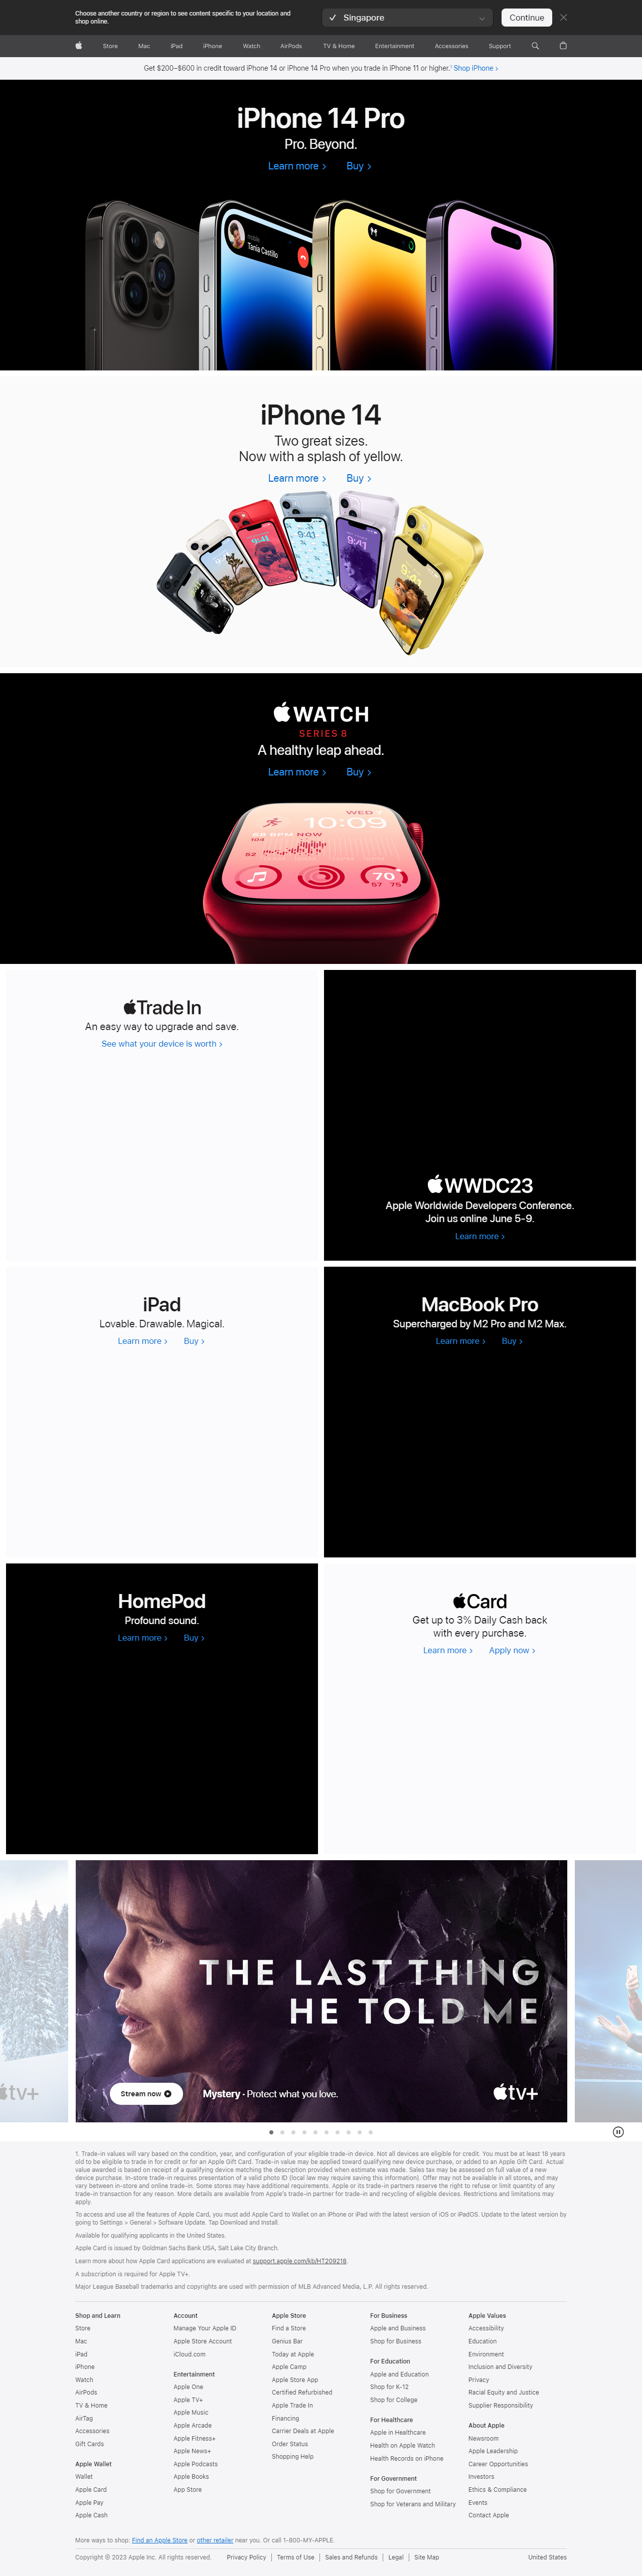 Choose another country or region to see content specific to your location and
shop online.
Singapore
Continue
Store
Mac
iPad
iPhone
Watch
AirPods
TV & Home
Entertainment
Accessories
Support
Get $200–$600 in credit toward iPhone 14 or iPhone 14 Pro when you trade in iPhone 11 or higher.¹ Shop iPhone >
iPhone 14 Pro
Pro. Beyond.
Learn more > Buy >
mobile
Tania Castillo
iPhone 14
Two great sizes.
Now with a splash of yellow.
Learn more > Buy >
9:41
9:41
9:41
9:41
WATCH
SERIES 8
A healthy leap ahead.
Learn more > Buy >
WED
10:09
68 BPM NOW
104
52
70
57 75
Trade In
An easy way to upgrade and save.
See what your device is worth >
WWDC23
Apple Worldwide Developers Conference.
Join us online June 5-9.
Learn more >
iPad
Lovable. Drawable. Magical.
Learn more > Buy >
MacBook Pro
Supercharged by M2 Pro and M2 Max.
Learn more > Buy >
HomePod
Profound sound.
Learn more > Buy >
Card
Get up to 3% Daily Cash back
with every purchase.
Learn more > Apply now >
tv+
THE LAST THING
HE TOLD ME
Stream now
Mystery · Protect what you love.
tv+
1. Trade-in values will vary based on the condition, year, and configuration of your eligible trade-in device. Not all devices are eligible for credit. You must be at least 18 years
old to be eligible to trade in for credit or for an Apple Gift Card. Trade-in value may be applied toward qualifying new device purchase, or added to an Apple Gift Card. Actual
value awarded is based on receipt of a qualifying device matching the description provided when estimate was made. Sales tax may be assessed on full value of a new
device purchase. In-store trade-in requires presentation of a valid photo ID (local law may require saving this information). Offer may not be available in all stores, and may
vary between in-store and online trade-in. Some stores may have additional requirements. Apple or its trade-in partners reserve the right to refuse or limit quantity of any
trade-in transaction for any reason. More details are available from Apple's trade-in partner for trade-in and recycling of eligible devices. Restrictions and limitations may
apply.
To access and use all the features of Apple Card, you must add Apple Card to Wallet on an iPhone or iPad with the latest version of iOS or iPadOS. Update to the latest version by
going to Settings > General > Software Update. Tap Download and Install.
Available for qualifying applicants in the United States.
Apple Card is issued by Goldman Sachs Bank USA, Salt Lake City Branch.
Learn more about how Apple Card applications are evaluated at support.apple.com/kb/HT209218.
A subscription is required for Apple TV+.
Major League Baseball trademarks and copyrights are used with permission of MLB Advanced Media, L.P. All rights reserved.
Shop and Learn
Store
Mac
iPad
iPhone
Watch
AirPods
TV & Home
AirTag
Accessories
Gift Cards
Apple Wallet
Wallet
Apple Card
Apple Pay
Apple Cash
Account
Manage Your Apple ID
Apple Store Account
iCloud.com
Entertainment
Apple One
Apple TV+
Apple Music
Apple Arcade
Apple Fitness+
Apple News+
Apple Podcasts
Apple Books
App Store
Apple Store
Find a Store
Genius Bar
Today at Apple
Apple Camp
Apple Store App
Certified Refurbished
Apple Trade In
Financing
Carrier Deals at Apple
Order Status
Shopping Help
For Business
Apple and Business
Shop for Business
For Education
Apple and Education
Shop for K-12
Shop for College
For Healthcare
Apple in Healthcare
Health on Apple Watch
Health Records on iPhone
For Government
Shop for Government
Shop for Veterans and Military
Apple Values
Accessibility
Education
Environment
Inclusion and Diversity
Privacy
Racial Equity and Justice
Supplier Responsibility
About Apple
Newsroom
Apple Leadership
Career Opportunities
Investors
Ethics & Compliance
Events
Contact Apple
More ways to shop: Find an Apple Store or other retailer near you. Or call 1-800-MY-APPLE.
Copyright © 2023 Apple Inc. All rights reserved. Privacy Policy | Terms of Use | Sales and Refunds | Legal | Site Map United States